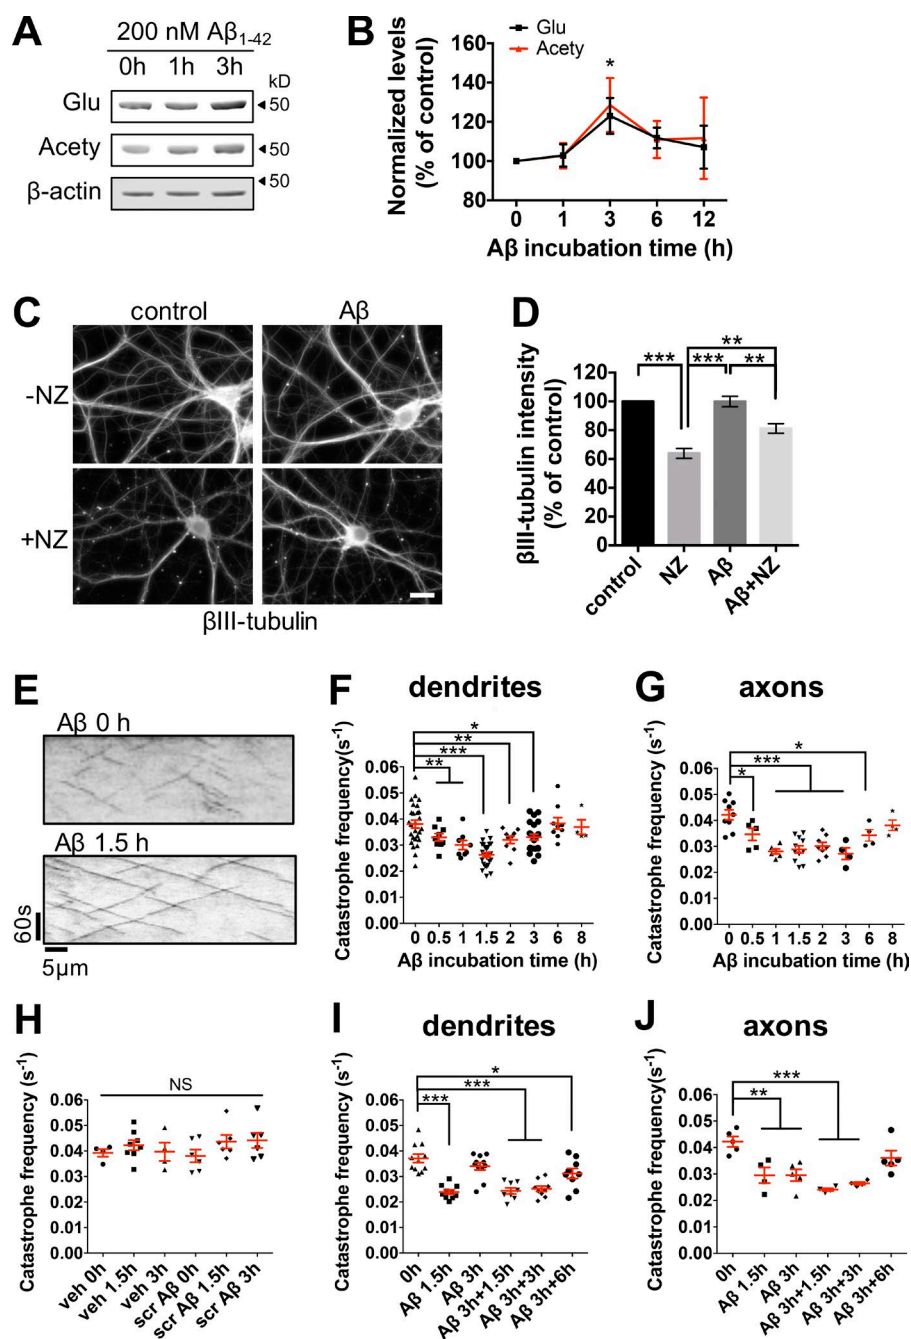 A
200 nM Aβ1-42
0h 1h 3h kD
Glu 50
Acety 50
β-actin 50
B
Glu
Acety
Normalized levels
(% of control)
160
140
120
100
80
*
0 1 3 6 12
Aβ incubation time (h)
C
control Aβ
-NZ
+NZ
βIII-tubulin
D
βIII-tubulin intensity
(% of control)
120
100
80
60
40
20
0
**
*** *** **
control NZ Aβ Aβ+NZ
E
Aβ 0 h
Aβ 1.5 h
60s
5μm
F
dendrites
Catastrophe frequency(s-1)
0.06
0.05
0.04
0.03
0.02
0.01
0.00
*
**
***
**
0 0.5 1 1.5 2 3 6 8
Aβ incubation time (h)
G
axons
Catastrophe frequency(s-1)
0.06
0.05
0.04
0.03
0.02
0.01
0.00
*
***
*
0 0.5 1 1.5 2 3 6 8
Aβ incubation time (h)
H
Catastrophe frequency (s-1)
0.06
0.05
0.04
0.03
0.02
0.01
0.00
NS
veh 0h
veh 1.5h
veh 3h
scr Aβ 0h
scr Aβ 1.5h
scr Aβ 3h
I
dendrites
Catastrophe frequency (s-1)
0.06
0.05
0.04
0.03
0.02
0.01
0.00
*
***
***
0h
Aβ 1.5h
Aβ 3h
Aβ 3h+1.5h
Aβ 3h+3h
Aβ 3h+6h
J
axons
Catastrophe frequency(s-1)
0.06
0.05
0.04
0.03
0.02
0.01
0.00
***
**
0h
Aβ 1.5h
Aβ 3h
Aβ 3h+1.5h
Aβ 3h+3h
Aβ 3h+6h